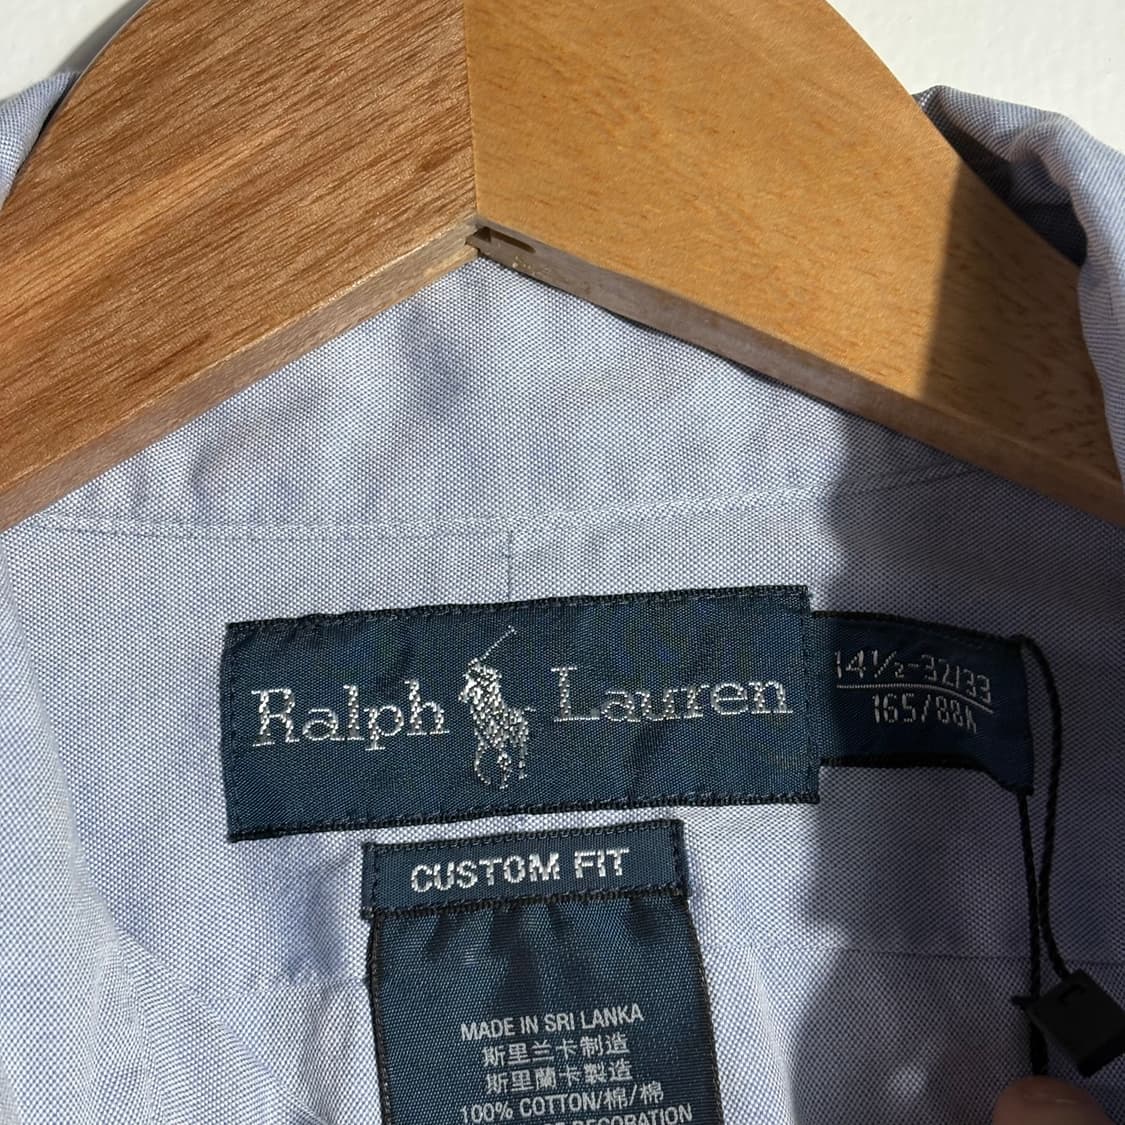 Ralph Lauren
14½-32/33
165/88A
CUSTOM FIT
MADE IN SRI LANKA
斯里兰卡制造
斯里蘭卡製造
100% COTTON/棉/棉
DECORATION